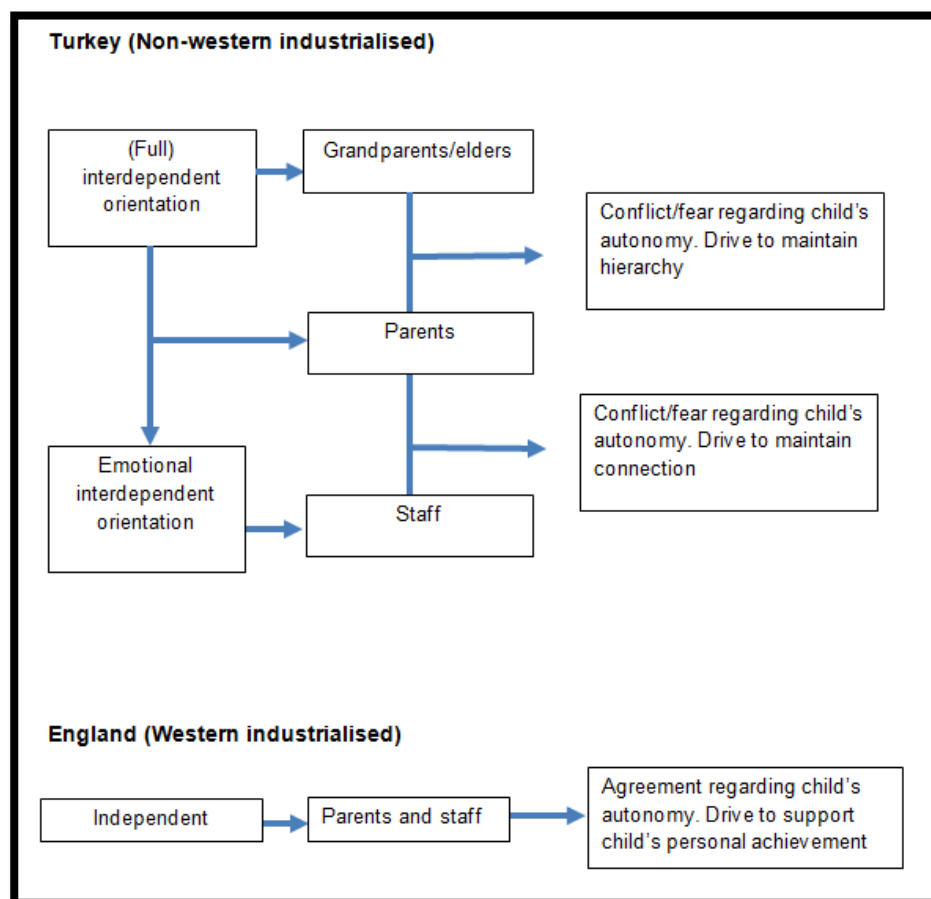 Turkey (Non-western industrialised)
(Full)
interdependent
orientation
Grandparents/elders
Conflict/fear regarding child’s
autonomy. Drive to maintain
hierarchy
Parents
Conflict/fear regarding child’s
autonomy. Drive to maintain
connection
Emotional
interdependent
orientation
Staff
England (Western industrialised)
Independent
Parents and staff
Agreement regarding child’s
autonomy. Drive to support
child’s personal achievement